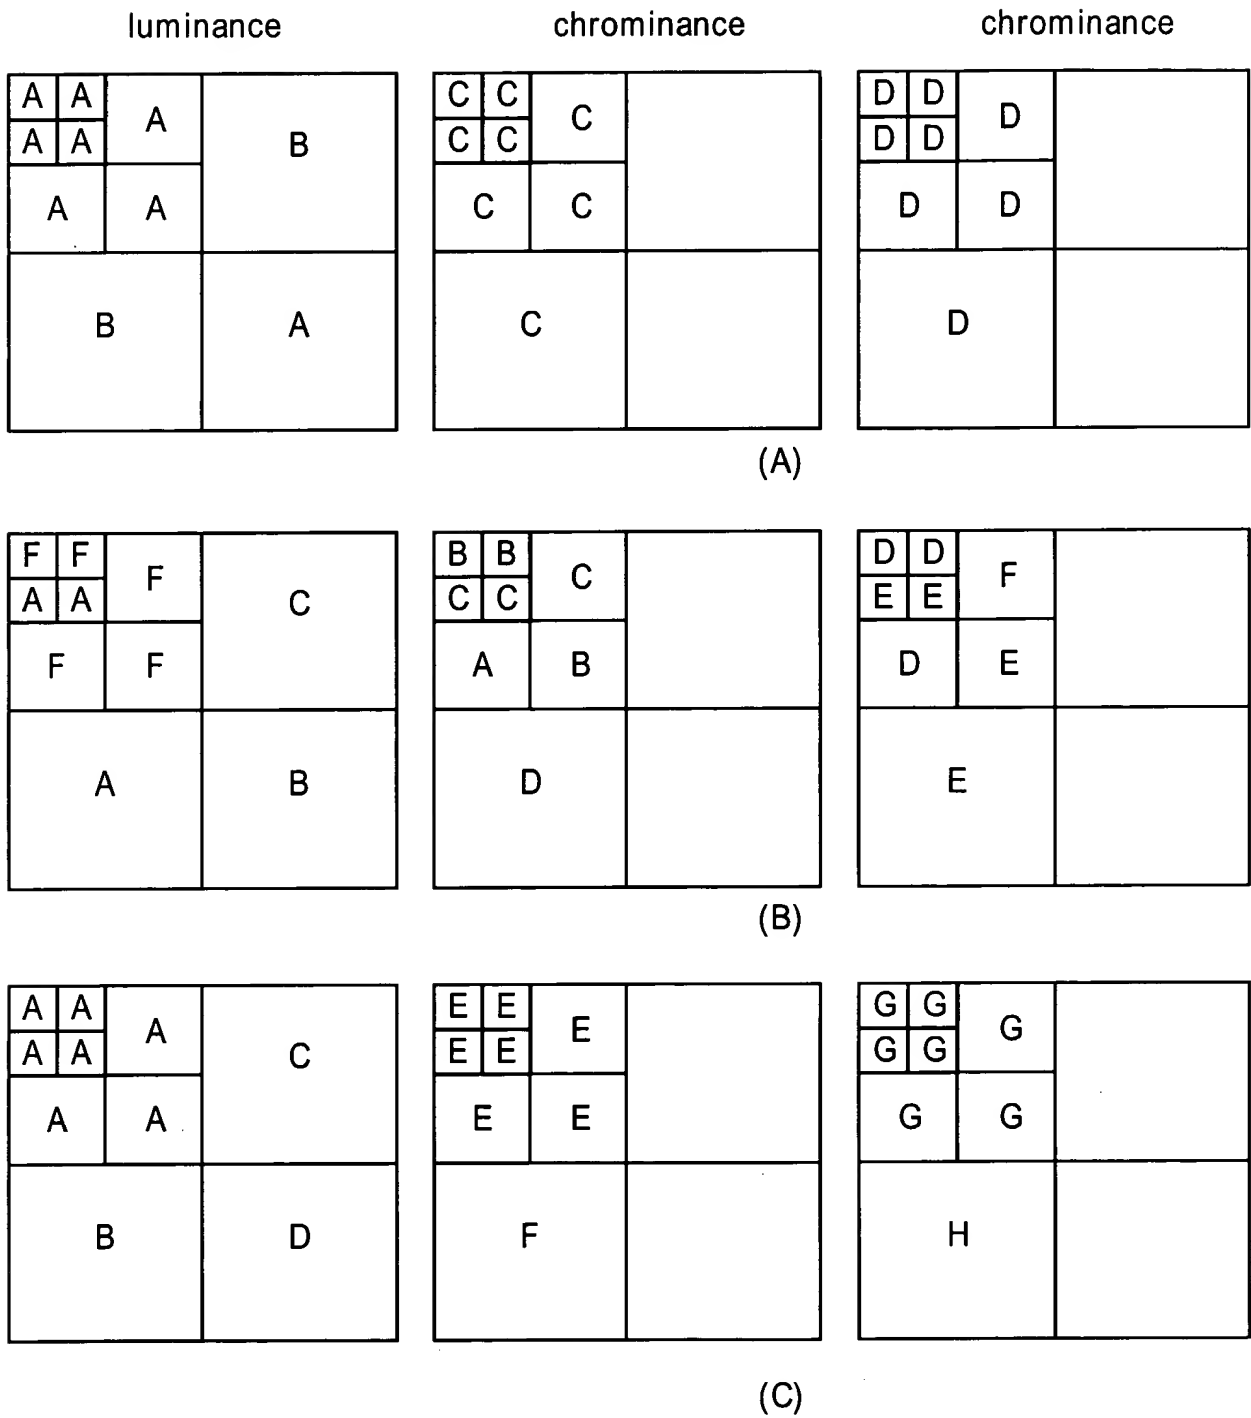 luminance chrominance chrominance
A A A B C C C D D D
A A C C D D
A A C C D D
B A C D
(A)
F F F C B B C D D F
A A C C E E
F F A B D E
A B D E
(B)
A A A C E E E G G G
A A E E G G
A A E E G G
B D F H
(C)